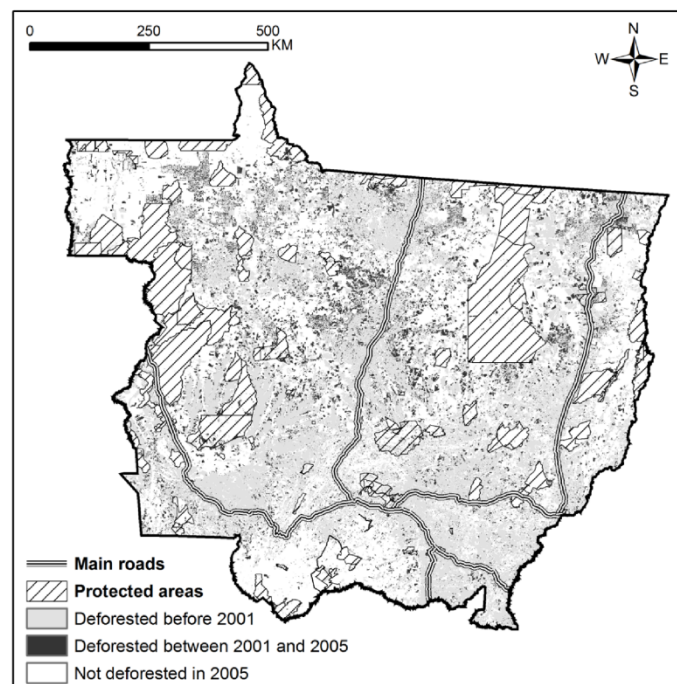 0 250 500
KM
N
W E
S
Main roads
Protected areas
Deforested before 2001
Deforested between 2001 and 2005
Not deforested in 2005